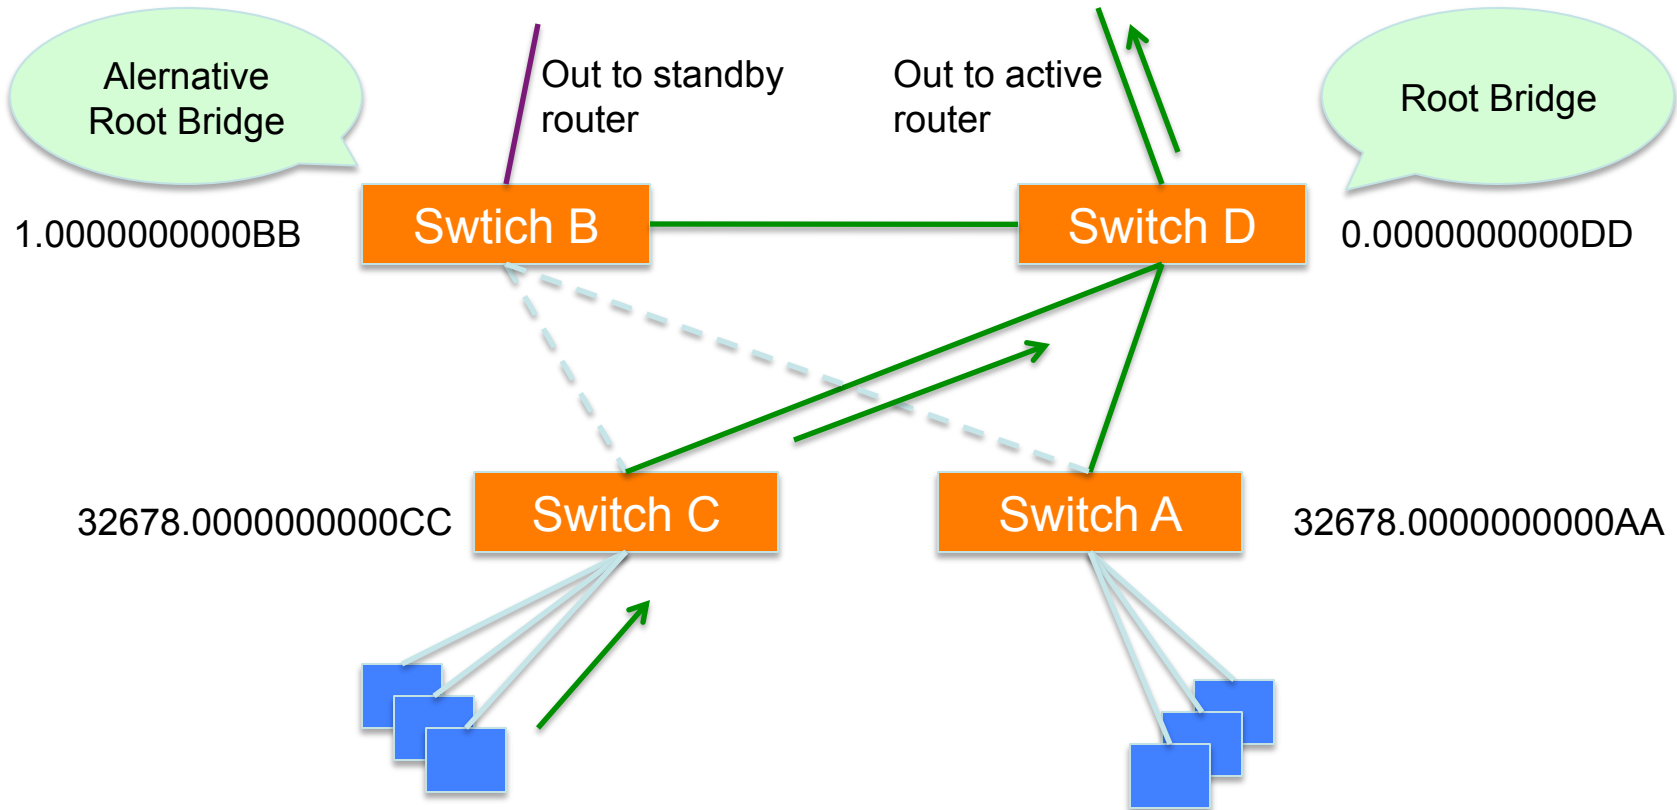 Alernative
Root Bridge
Out to standby
router
Out to active
router
Root Bridge
1.0000000000BB
Swtich B
Switch D
0.0000000000DD
32678.0000000000CC
Switch C
Switch A
32678.0000000000AA